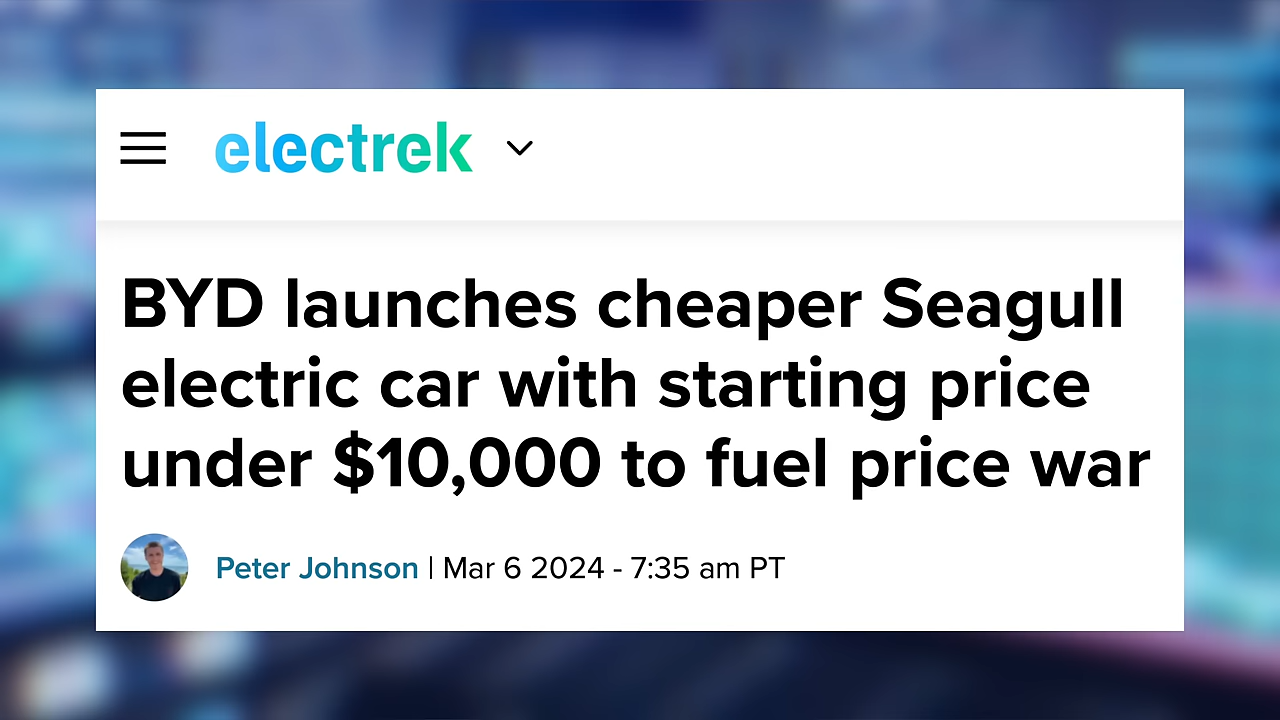 electrek
BYD launches cheaper Seagull
electric car with starting price
under $10,000 to fuel price war
Peter Johnson | Mar 6 2024 - 7:35 am PT